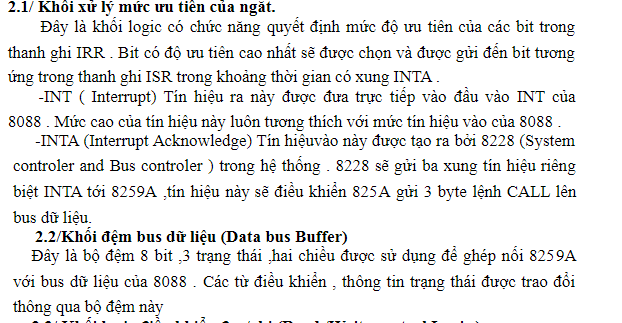 2.1/ Khối xử lý mức ưu tiên của ngăt.
Đây là khối logic có chức năng quyết định mức độ ưu tiên của các bit trong
thanh ghi IRR . Bit có độ ưu tiên cao nhất sẽ được chọn và được gửi đến bit tương
ứng trong thanh ghi ISR trong khoảng thời gian có xung INTA .
-INT ( Interrupt) Tín hiệu ra này được đưa trực tiếp vào đầu vào INT của
8088 . Mức cao của tín hiệu này luôn tương thích với mức tín hiệu vào của 8088 .
-INTA (Interrupt Acknowledge) Tín hiệuvào này được tạo ra bởi 8228 (System
controler and Bus controler ) trong hệ thống . 8228 sẽ gửi ba xung tín hiệu riêng
biệt INTA tới 8259A ,tín hiệu này sẽ điều khiển 825A gửi 3 byte lệnh CALL lên
bus dữ liệu.
2.2/Khối đệm bus dữ liệu (Data bus Buffer)
Đây là bộ đệm 8 bit ,3 trạng thái ,hai chiều được sử dụng để ghép nối 8259A
với bus dữ liệu của 8088 . Các từ điều khiển , thông tin trạng thái được trao đổi
thông qua bộ đệm này